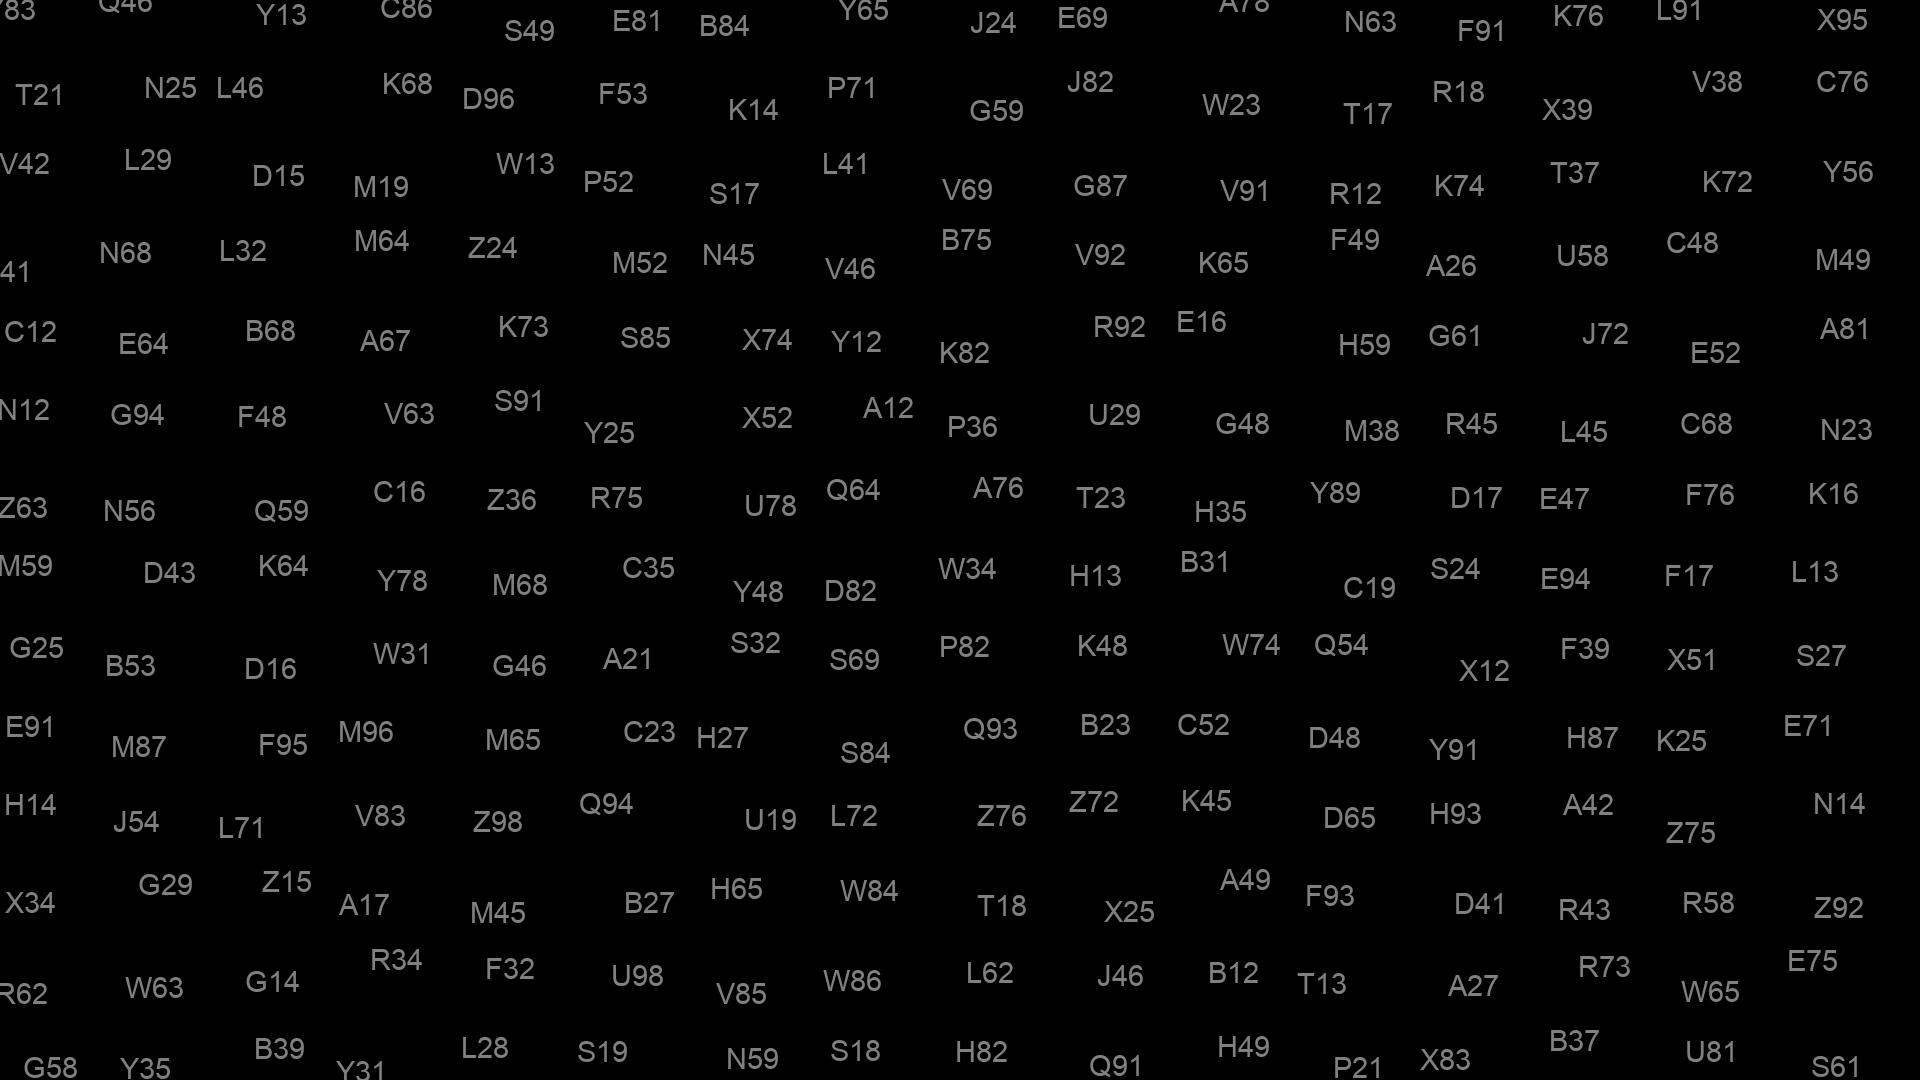 Y83 Q46 Y13 C86 S49 E81 B84 Y65 J24 E69 A78 N63 F91 K76 L91 X95
T21 N25 L46 K68 D96 F53 K14 P71 G59 J82 W23 T17 R18 X39 V38 C76
V42 L29 D15 M19 W13 P52 S17 L41 V69 G87 V91 R12 K74 T37 K72 Y56
41 N68 L32 M64 Z24 M52 N45 V46 B75 V92 K65 F49 A26 U58 C48 M49
C12 E64 B68 A67 K73 S85 X74 Y12 K82 R92 E16 H59 G61 J72 E52 A81
N12 G94 F48 V63 S91 Y25 X52 A12 P36 U29 G48 M38 R45 L45 C68 N23
Z63 N56 Q59 C16 Z36 R75 U78 Q64 A76 T23 H35 Y89 D17 E47 F76 K16
M59 D43 K64 Y78 M68 C35 Y48 D82 W34 H13 B31 C19 S24 E94 F17 L13
G25 B53 D16 W31 G46 A21 S32 S69 P82 K48 W74 Q54 X12 F39 X51 S27
E91 M87 F95 M96 M65 C23 H27 S84 Q93 B23 C52 D48 Y91 H87 K25 E71
H14 J54 L71 V83 Z98 Q94 U19 L72 Z76 Z72 K45 D65 H93 A42 Z75 N14
X34 G29 Z15 A17 M45 B27 H65 W84 T18 X25 A49 F93 D41 R43 R58 Z92
R62 W63 G14 R34 F32 U98 V85 W86 L62 J46 B12 T13 A27 R73 W65 E75
G58 Y35 B39 Y31 L28 S19 N59 S18 H82 Q91 H49 P21 X83 B37 U81 S61